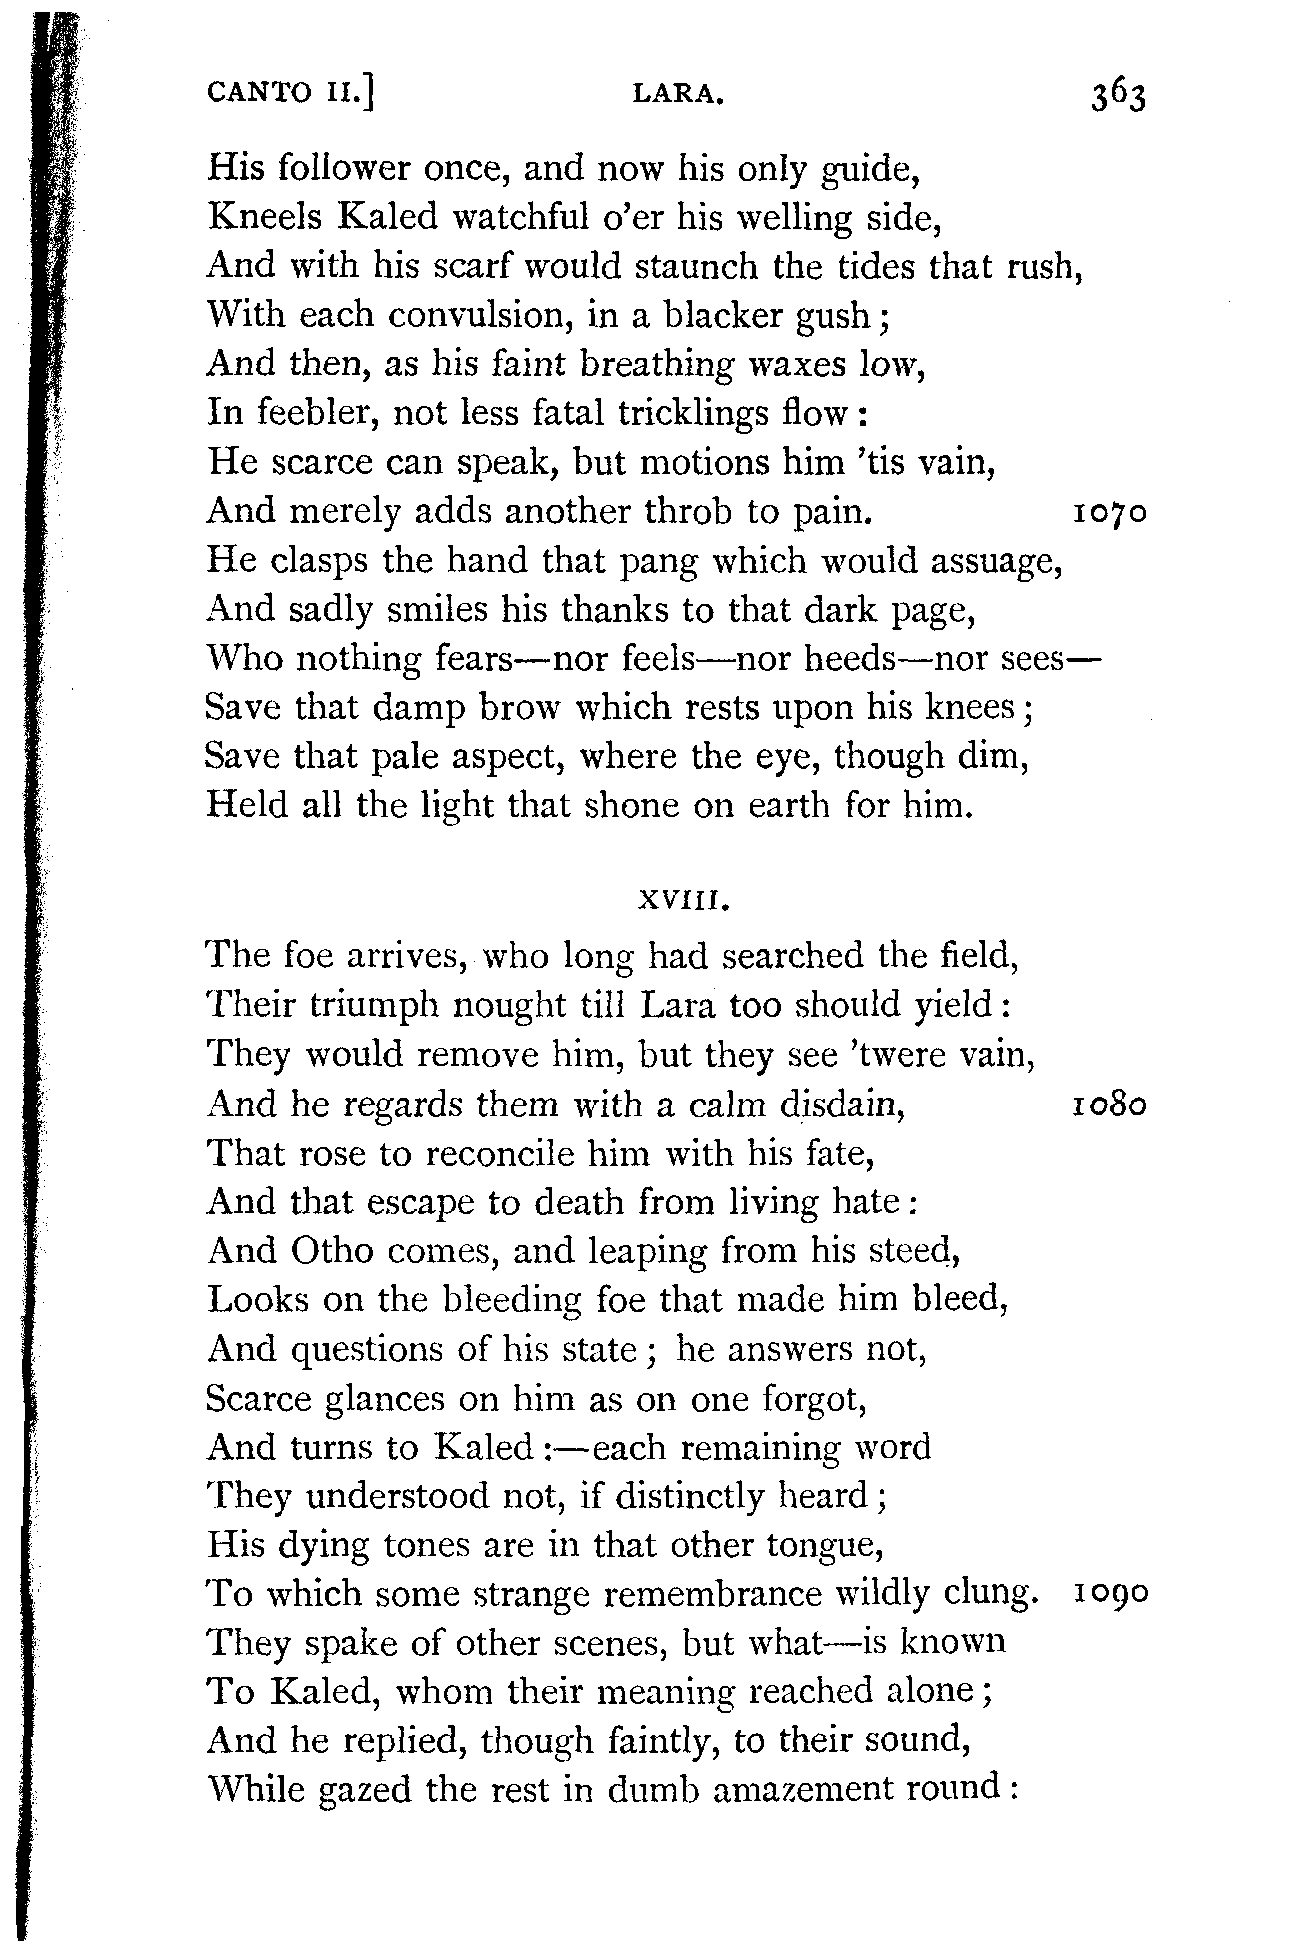 CANTO II.] LARA. 363
His follower once, and now his only guide,
Kneels Kaled watchful o'er his welling side,
And with his scarf would staunch the tides that rush,
With each convulsion, in a blacker gush;
And then, as his faint breathing waxes low,
In feebler, not less fatal tricklings flow:
He scarce can speak, but motions him 'tis vain,
And merely adds another throb to pain. 1070
He clasps the hand that pang which would assuage,
And sadly smiles his thanks to that dark page,
Who nothing fears—nor feels—nor heeds—nor sees—
Save that damp brow which rests upon his knees;
Save that pale aspect, where the eye, though dim,
Held all the light that shone on earth for him.
XVIII.
The foe arrives, who long had searched the field,
Their triumph nought till Lara too should yield:
They would remove him, but they see 'twere vain,
And he regards them with a calm disdain, 1080
That rose to reconcile him with his fate,
And that escape to death from living hate:
And Otho comes, and leaping from his steed,
Looks on the bleeding foe that made him bleed,
And questions of his state; he answers not,
Scarce glances on him as on one forgot,
And turns to Kaled:—each remaining word
They understood not, if distinctly heard;
His dying tones are in that other tongue,
To which some strange remembrance wildly clung. 1090
They spake of other scenes, but what—is known
To Kaled, whom their meaning reached alone;
And he replied, though faintly, to their sound,
While gazed the rest in dumb amazement round: